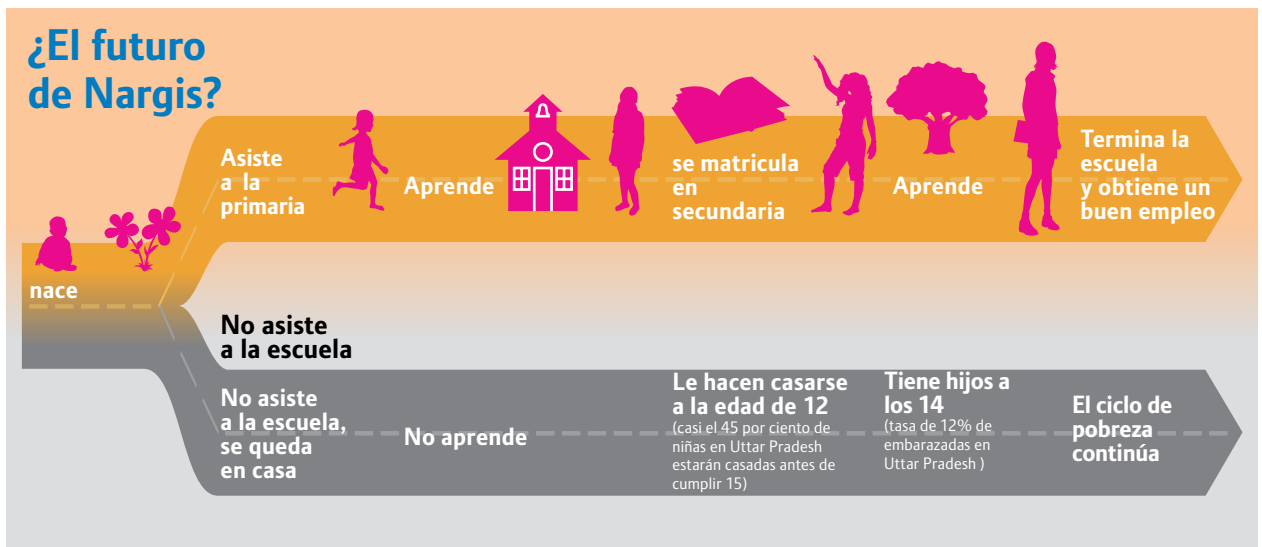 ¿El futuro
de Nargis?
nace
Asiste
a la
primaria
Aprende
se matricula
en
secundaria
Aprende
Termina la
escuela
y obtiene un
buen empleo
No asiste
a la escuela
No asiste
a la escuela,
se queda
en casa
No aprende
Le hacen casarse
a la edad de 12
(casi el 45 por ciento de
niñas en Uttar Pradesh
estarán casadas antes de
cumplir 15)
Tiene hijos a
los 14
(tasa de 12% de
embarazadas en
Uttar Pradesh )
El ciclo de
pobreza
continúa